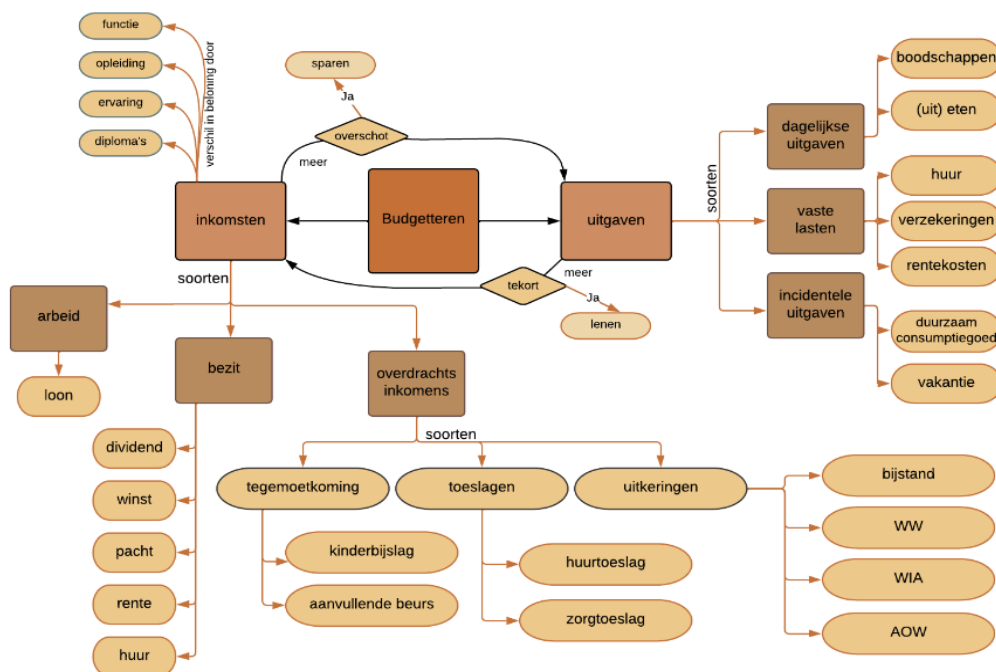 functie
opleiding
ervaring
diploma's
verschil in beloning door
sparen
Ja
overschot
meer
inkomsten
Budgetteren
uitgaven
soorten
dagelijkse
uitgaven
boodschappen
(uit) eten
vaste
lasten
huur
verzekeringen
rentekosten
incidentele
uitgaven
duurzaam
consumptiegoed
vakantie
meer
tekort
Ja
lenen
soorten
arbeid
loon
bezit
dividend
winst
pacht
rente
huur
overdrachts
inkomens
soorten
tegemoetkoming
kinderbijslag
aanvullende beurs
toeslagen
huurtoeslag
zorgtoeslag
uitkeringen
bijstand
WW
WIA
AOW